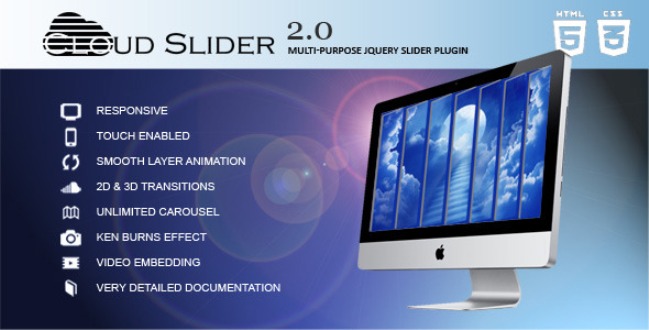 CLOUD SLIDER 2.0
MULTI-PURPOSE JQUERY SLIDER PLUGIN
HTML 5
CSS 3
RESPONSIVE
TOUCH ENABLED
SMOOTH LAYER ANIMATION
2D & 3D TRANSITIONS
UNLIMITED CAROUSEL
KEN BURNS EFFECT
VIDEO EMBEDDING
VERY DETAILED DOCUMENTATION